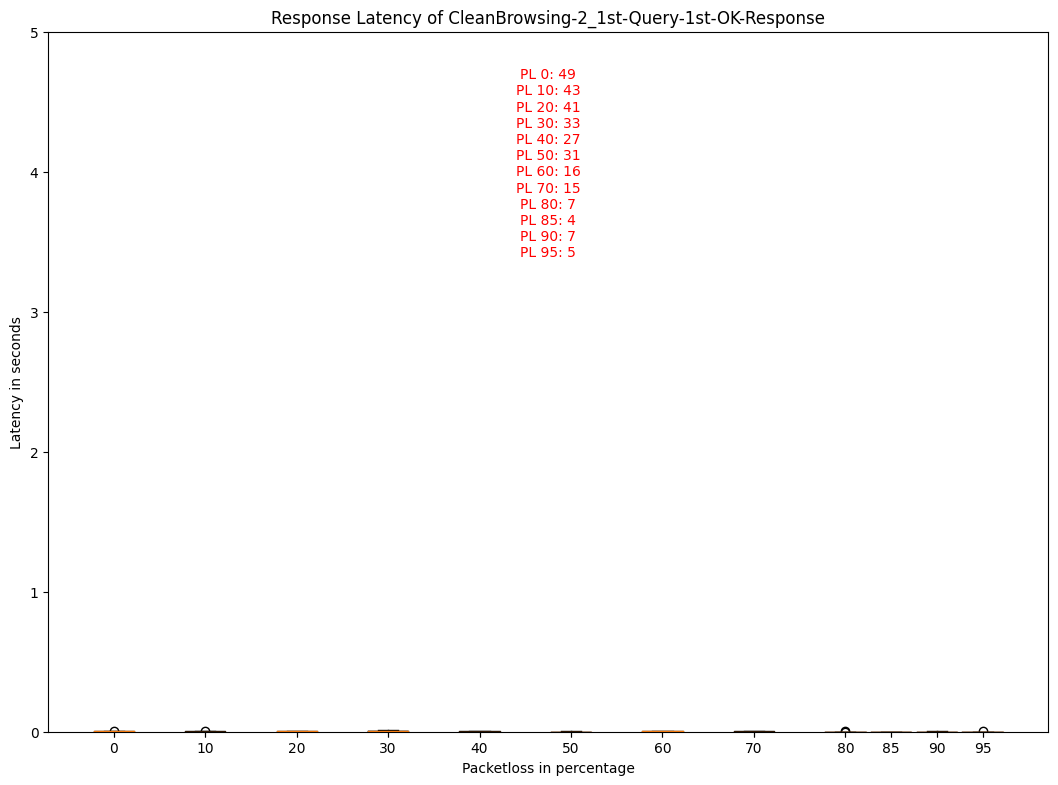 Response Latency of CleanBrowsing-2_1st-Query-1st-OK-Response
5
PL 0: 49
PL 10: 43
PL 20: 41
PL 30: 33
PL 40: 27
PL 50: 31
PL 60: 16
PL 70: 15
PL 80: 7
PL 85: 4
PL 90: 7
PL 95: 5
4
3
2
1
0
Latency in seconds
0 10 20 30 40 50 60 70 80 85 90 95
Packetloss in percentage